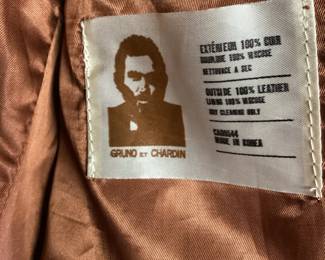 EXTÉRIEUR 100% CUIR
DOUBLURE 100% VISCOSE
NETTOYAGE A SEC
OUTSIDE 100% LEATHER
LINING 100% VISCOSE
DRY CLEANING ONLY
MADE IN KOREA
GRUNO ET CHARDIN